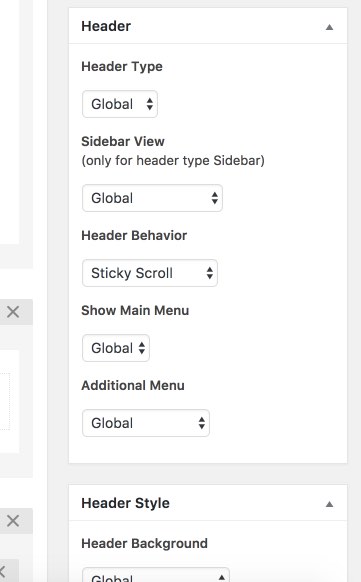 Header
Header Type
Global
Sidebar View
(only for header type Sidebar)
Global
Header Behavior
Sticky Scroll
Show Main Menu
Global
Additional Menu
Global
Header Style
Header Background
Global